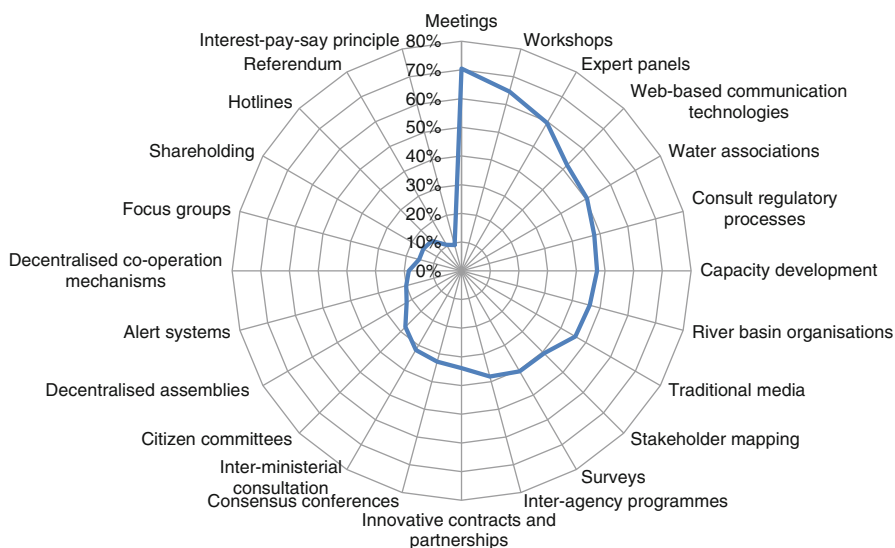 Meetings
Workshops
Expert panels
Web-based communication
technologies
Water associations
Consult regulatory
processes
Capacity development
River basin organisations
Traditional media
Stakeholder mapping
Surveys
Inter-agency programmes
Innovative contracts and
partnerships
Consensus conferences
Inter-ministerial
consultation
Citizen committees
Decentralised assemblies
Alert systems
Decentralised co-operation
mechanisms
Focus groups
Shareholding
Hotlines
Referendum
Interest-pay-say principle
80%
70%
60%
50%
40%
30%
20%
10%
0%